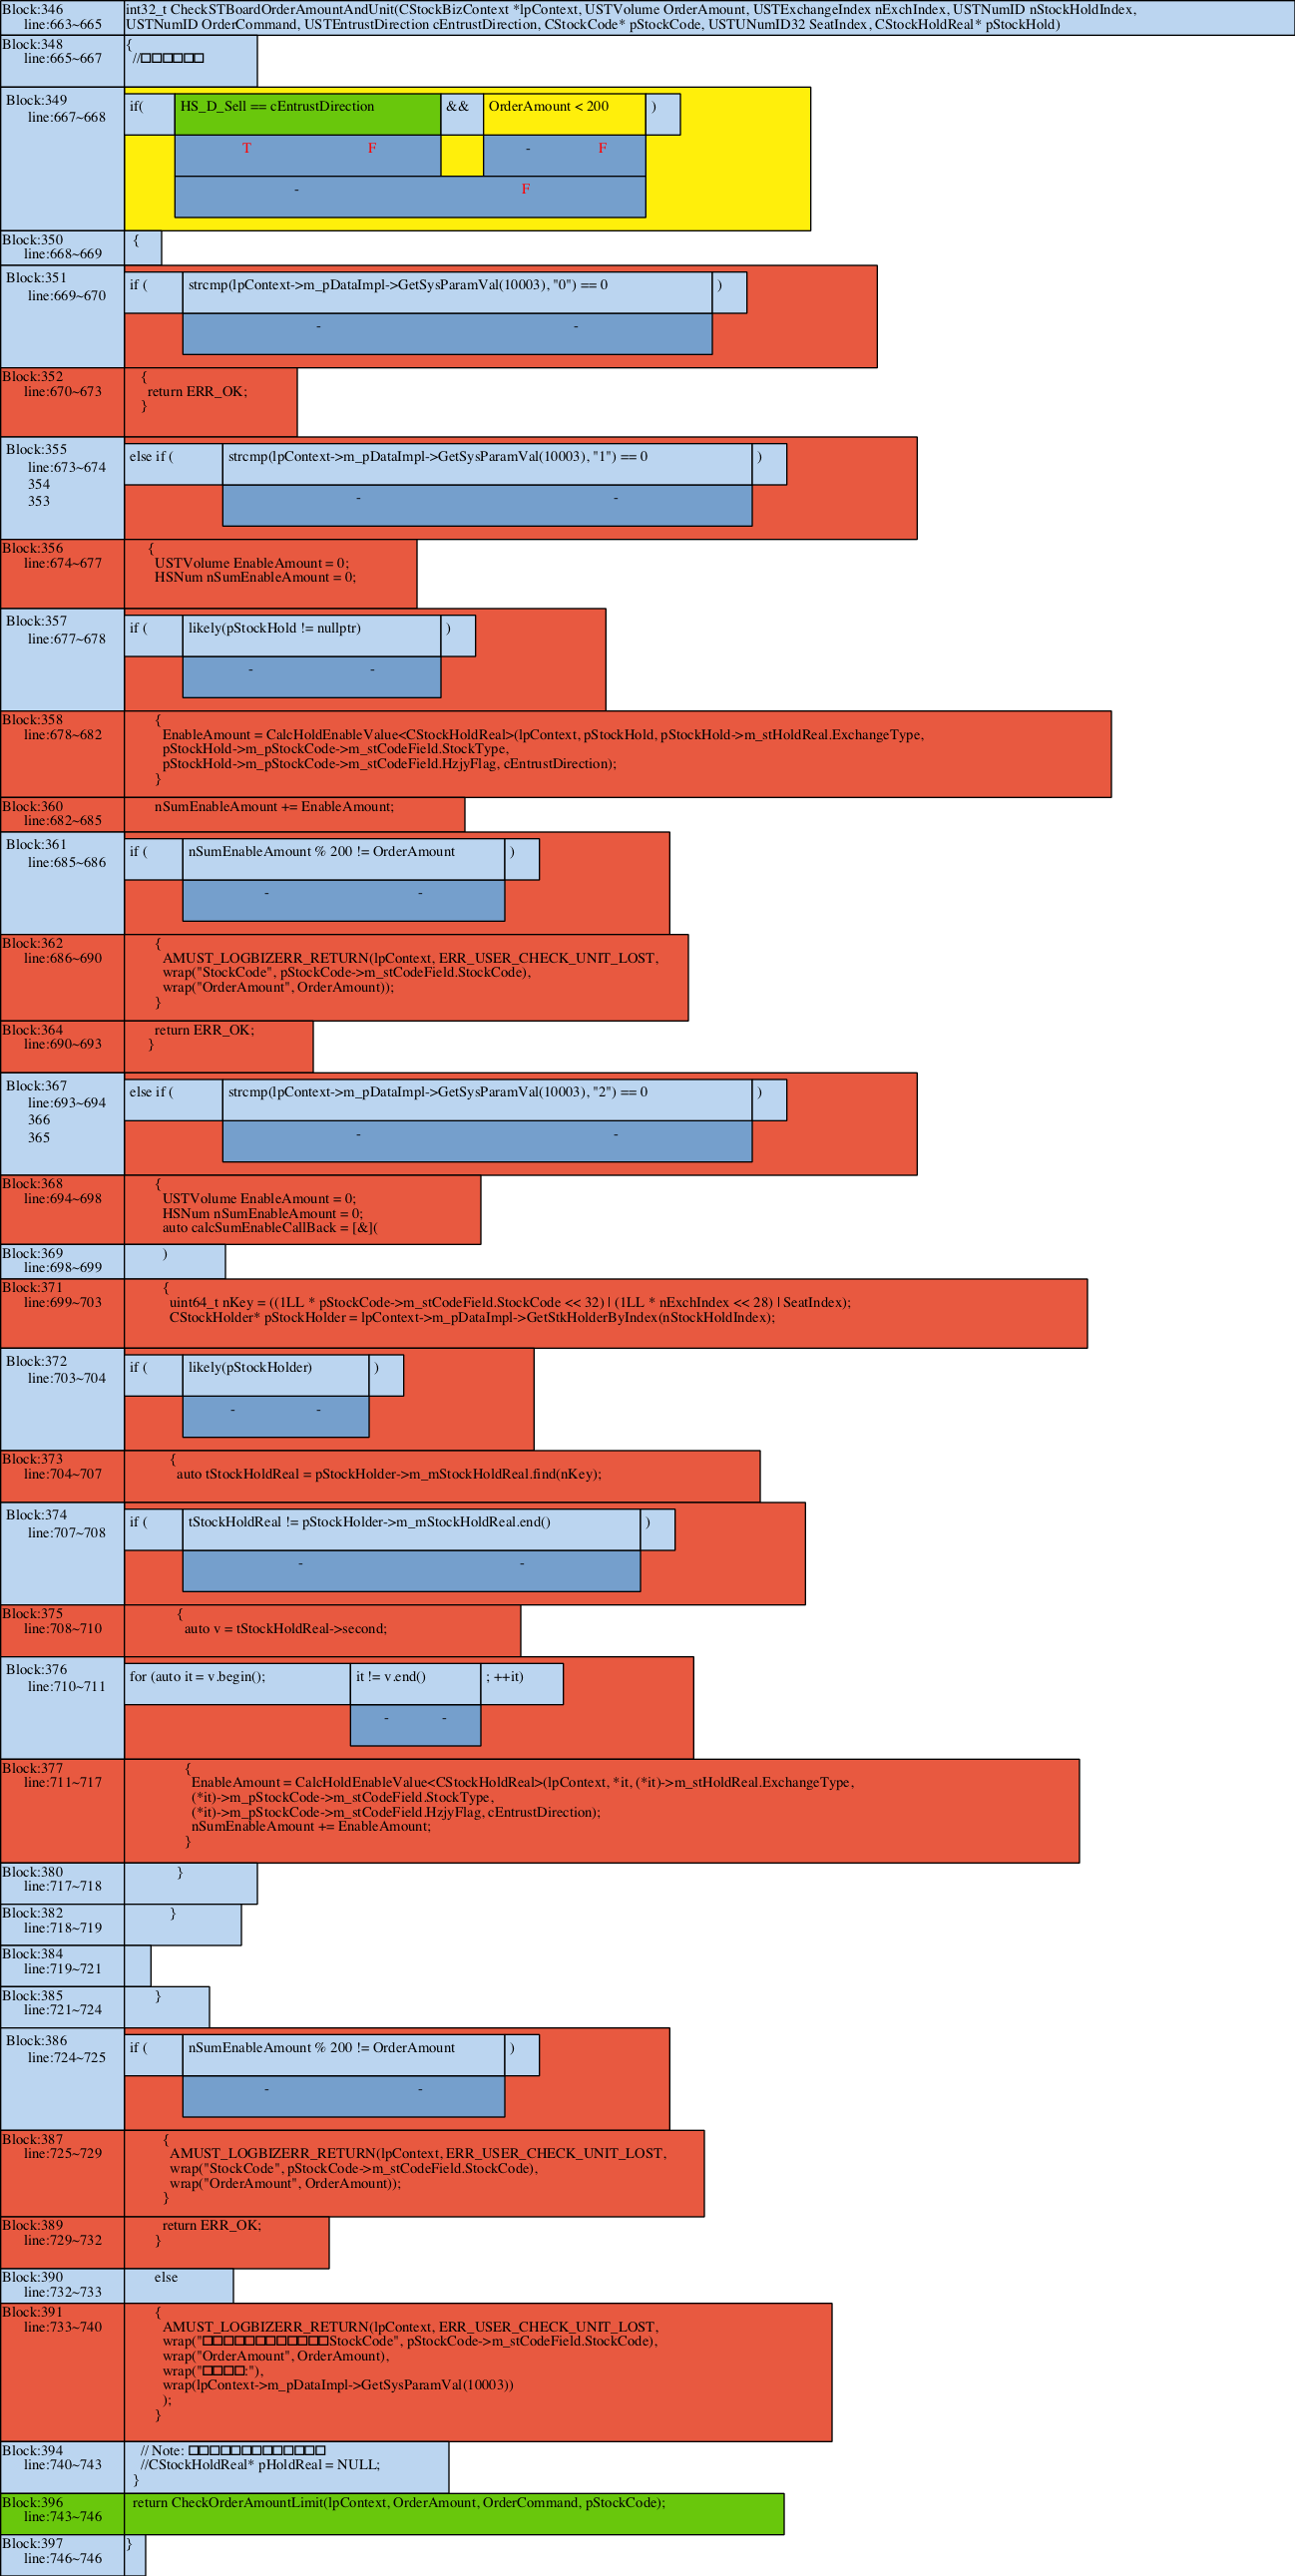 Block:346
line:663~665
int32_t CheckSTBoardOrderAmountAndUnit(CStockBizContext *lpContext, USTVolume OrderAmount, USTExchangeIndex nExchIndex, USTNumID nStockHoldIndex,
USTNumID OrderCommand, USTEntrustDirection cEntrustDirection, CStockCode* pStockCode, USTUNumID32 SeatIndex, CStockHoldReal* pStockHold)
Block:348
line:665~667
{
//□□□□□□
Block:349
line:667~668
if( HS_D_Sell == cEntrustDirection && OrderAmount < 200 )
T F - F
- F
Block:350
line:668~669
{
Block:351
line:669~670
if ( strcmp(lpContext->m_pDataImpl->GetSysParamVal(10003), "0") == 0 )
- -
Block:352
line:670~673
{
return ERR_OK;
}
Block:355
line:673~674
354
353
else if ( strcmp(lpContext->m_pDataImpl->GetSysParamVal(10003), "1") == 0 )
- -
Block:356
line:674~677
{
USTVolume EnableAmount = 0;
HSNum nSumEnableAmount = 0;
Block:357
line:677~678
if ( likely(pStockHold != nullptr) )
- -
Block:358
line:678~682
{
EnableAmount = CalcHoldEnableValue<CStockHoldReal>(lpContext, pStockHold, pStockHold->m_stHoldReal.ExchangeType,
pStockHold->m_pStockCode->m_stCodeField.StockType,
pStockHold->m_pStockCode->m_stCodeField.HzjyFlag, cEntrustDirection);
}
Block:360
line:682~685
nSumEnableAmount += EnableAmount;
Block:361
line:685~686
if ( nSumEnableAmount % 200 != OrderAmount )
- -
Block:362
line:686~690
{
AMUST_LOGBIZERR_RETURN(lpContext, ERR_USER_CHECK_UNIT_LOST,
wrap("StockCode", pStockCode->m_stCodeField.StockCode),
wrap("OrderAmount", OrderAmount));
}
Block:364
line:690~693
return ERR_OK;
}
Block:367
line:693~694
366
365
else if ( strcmp(lpContext->m_pDataImpl->GetSysParamVal(10003), "2") == 0 )
- -
Block:368
line:694~698
{
USTVolume EnableAmount = 0;
HSNum nSumEnableAmount = 0;
auto calcSumEnableCallBack = [&](
Block:369
line:698~699
)
Block:371
line:699~703
{
uint64_t nKey = ((1LL * pStockCode->m_stCodeField.StockCode << 32) | (1LL * nExchIndex << 28) | SeatIndex);
CStockHolder* pStockHolder = lpContext->m_pDataImpl->GetStkHolderByIndex(nStockHoldIndex);
Block:372
line:703~704
if ( likely(pStockHolder) )
- -
Block:373
line:704~707
{
auto tStockHoldReal = pStockHolder->m_mStockHoldReal.find(nKey);
Block:374
line:707~708
if ( tStockHoldReal != pStockHolder->m_mStockHoldReal.end() )
- -
Block:375
line:708~710
{
auto v = tStockHoldReal->second;
Block:376
line:710~711
for (auto it = v.begin(); it != v.end() ; ++it)
- -
Block:377
line:711~717
{
EnableAmount = CalcHoldEnableValue<CStockHoldReal>(lpContext, *it, (*it)->m_stHoldReal.ExchangeType,
(*it)->m_pStockCode->m_stCodeField.StockType,
(*it)->m_pStockCode->m_stCodeField.HzjyFlag, cEntrustDirection);
nSumEnableAmount += EnableAmount;
}
Block:380
line:717~718
}
Block:382
line:718~719
}
Block:384
line:719~721
Block:385
line:721~724
}
Block:386
line:724~725
if ( nSumEnableAmount % 200 != OrderAmount )
- -
Block:387
line:725~729
{
AMUST_LOGBIZERR_RETURN(lpContext, ERR_USER_CHECK_UNIT_LOST,
wrap("StockCode", pStockCode->m_stCodeField.StockCode),
wrap("OrderAmount", OrderAmount));
}
Block:389
line:729~732
return ERR_OK;
}
Block:390
line:732~733
else
Block:391
line:733~740
{
AMUST_LOGBIZERR_RETURN(lpContext, ERR_USER_CHECK_UNIT_LOST,
wrap("□□□□□□□□□□□□StockCode", pStockCode->m_stCodeField.StockCode),
wrap("OrderAmount", OrderAmount),
wrap("□□□□:"),
wrap(lpContext->m_pDataImpl->GetSysParamVal(10003))
);
}
Block:394
line:740~743
// Note: □□□□□□□□□□□□□
//CStockHoldReal* pHoldReal = NULL;
}
Block:396
line:743~746
return CheckOrderAmountLimit(lpContext, OrderAmount, OrderCommand, pStockCode);
Block:397
line:746~746
}